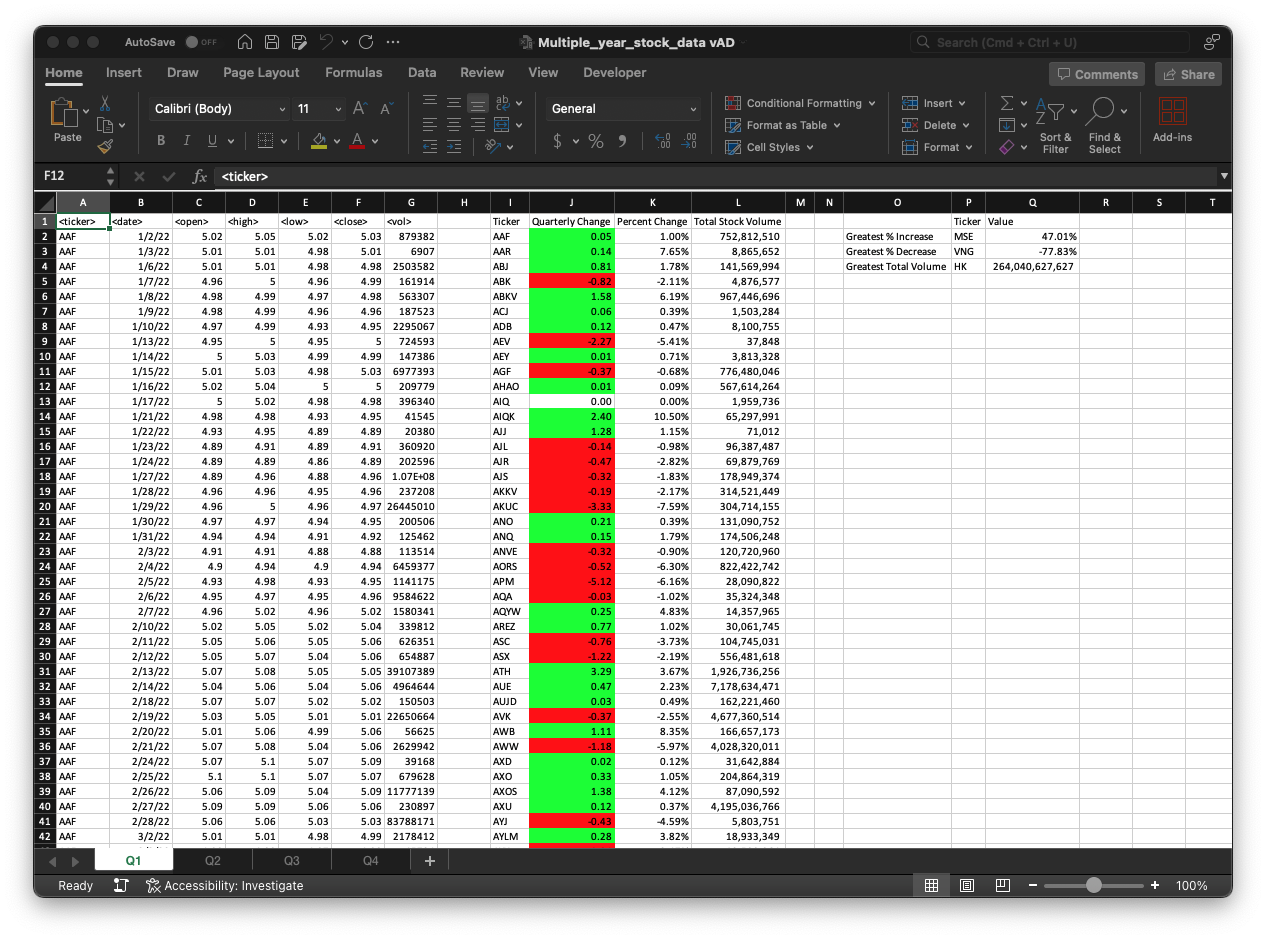 AutoSave OFF Multiple_year_stock_data vAD Search (Cmd + Ctrl + U)
Home Insert Draw Page Layout Formulas Data Review View Developer Comments Share
Paste Calibri (Body) 11 A A ab General Conditional Formatting Insert A Z
B I U A $ % Format as Table Delete Sort & Filter Find & Select Add-ins
Cell Styles Format
F12 fx <ticker>
A B C D E F G H I J K L M N O P Q R S T
1 <ticker> <date> <open> <high> <low> <close> <vol> Ticker Quarterly Change Percent Change Total Stock Volume Ticker Value
2 AAF 1/2/22 5.02 5.05 5.02 5.03 879382 AAF 0.05 1.00% 752,812,510 Greatest % Increase MSE 47.01%
3 AAF 1/3/22 5.01 5.01 4.98 5.01 6907 AAR 0.14 7.65% 8,865,652 Greatest % Decrease VNG -77.83%
4 AAF 1/6/22 5.01 5.01 4.98 4.98 2503582 ABJ 0.81 1.78% 141,569,994 Greatest Total Volume HK 264,040,627,627
5 AAF 1/7/22 4.96 5 4.96 4.99 161914 ABK -0.82 -2.11% 4,876,577
6 AAF 1/8/22 4.98 4.99 4.97 4.98 563307 ABKV 1.58 6.19% 967,446,696
7 AAF 1/9/22 4.98 4.99 4.96 4.96 187523 ACJ 0.06 0.39% 1,503,284
8 AAF 1/10/22 4.97 4.99 4.93 4.95 2295067 ADB 0.12 0.47% 8,100,755
9 AAF 1/13/22 4.95 5 4.95 5 724593 AEV -2.27 -5.41% 37,848
10 AAF 1/14/22 5 5.03 4.99 4.99 147386 AEY 0.01 0.71% 3,813,328
11 AAF 1/15/22 5.01 5.03 4.98 5.03 6977393 AGF -0.37 -0.68% 776,480,046
12 AAF 1/16/22 5.02 5.04 5 5 209779 AHAO 0.01 0.09% 567,614,264
13 AAF 1/17/22 5 5.02 4.98 4.98 396340 AIQ 0.00 0.00% 1,959,736
14 AAF 1/21/22 4.98 4.98 4.93 4.95 41545 AIQK 2.40 10.50% 65,297,991
15 AAF 1/22/22 4.93 4.95 4.89 4.89 20380 AJJ 1.28 1.15% 71,012
16 AAF 1/23/22 4.89 4.91 4.89 4.91 360920 AJL -0.14 -0.98% 96,387,487
17 AAF 1/24/22 4.89 4.89 4.86 4.89 202596 AJR -0.47 -2.82% 69,879,769
18 AAF 1/27/22 4.89 4.96 4.88 4.96 1.07E+08 AJS -0.32 -1.83% 178,949,374
19 AAF 1/28/22 4.96 4.96 4.95 4.96 237208 AKKV -0.19 -2.17% 314,521,449
20 AAF 1/29/22 4.96 5 4.96 4.97 26445010 AKUC -3.33 -7.59% 304,714,155
21 AAF 1/30/22 4.97 4.97 4.94 4.95 200506 ANO 0.21 0.39% 131,090,752
22 AAF 1/31/22 4.94 4.94 4.91 4.92 125462 ANQ 0.15 1.79% 174,506,248
23 AAF 2/3/22 4.91 4.91 4.88 4.88 113514 ANVE -0.32 -0.90% 120,720,960
24 AAF 2/4/22 4.9 4.94 4.9 4.94 6459377 AORS -0.52 -6.30% 822,422,742
25 AAF 2/5/22 4.93 4.98 4.93 4.95 1141175 APM -5.12 -6.16% 28,090,822
26 AAF 2/6/22 4.95 4.97 4.95 4.96 9584622 AQA -0.03 -1.02% 35,324,348
27 AAF 2/7/22 4.96 5.02 4.96 5.02 1580341 AQYW 0.25 4.83% 14,357,965
28 AAF 2/10/22 5.02 5.05 5.02 5.04 339812 AREZ 0.77 1.02% 30,061,745
29 AAF 2/11/22 5.05 5.06 5.05 5.06 626351 ASC -0.76 -3.73% 104,745,031
30 AAF 2/12/22 5.05 5.07 5.04 5.06 654887 ASX -1.22 -2.19% 556,481,618
31 AAF 2/13/22 5.07 5.08 5.05 5.05 39107389 ATH 3.29 3.67% 1,926,736,256
32 AAF 2/14/22 5.04 5.06 5.04 5.06 4964644 AUE 0.47 2.23% 7,178,634,471
33 AAF 2/18/22 5.07 5.07 5.02 5.02 150503 AUJD 0.03 0.49% 162,221,460
34 AAF 2/19/22 5.03 5.05 5.01 5.01 22650664 AVK -0.37 -2.55% 4,677,360,514
35 AAF 2/20/22 5.01 5.06 4.99 5.06 56625 AWB 1.11 8.35% 166,657,173
36 AAF 2/21/22 5.07 5.08 5.04 5.06 2629942 AWW -1.18 -5.97% 4,028,320,011
37 AAF 2/24/22 5.07 5.1 5.07 5.09 39168 AXD 0.02 0.12% 31,642,884
38 AAF 2/25/22 5.1 5.1 5.07 5.07 679628 AXO 0.33 1.05% 204,864,319
39 AAF 2/26/22 5.06 5.09 5.04 5.09 11777139 AXOS 1.38 4.12% 87,090,592
40 AAF 2/27/22 5.09 5.09 5.06 5.06 230897 AXU 0.12 0.37% 4,195,036,766
41 AAF 2/28/22 5.06 5.06 5.03 5.03 83788171 AYJ -0.43 -4.59% 5,803,751
42 AAF 3/2/22 5.01 5.01 4.98 4.99 2178412 AYLM 0.28 3.82% 18,933,349
Q1 Q2 Q3 Q4
Ready Accessibility: Investigate 100%